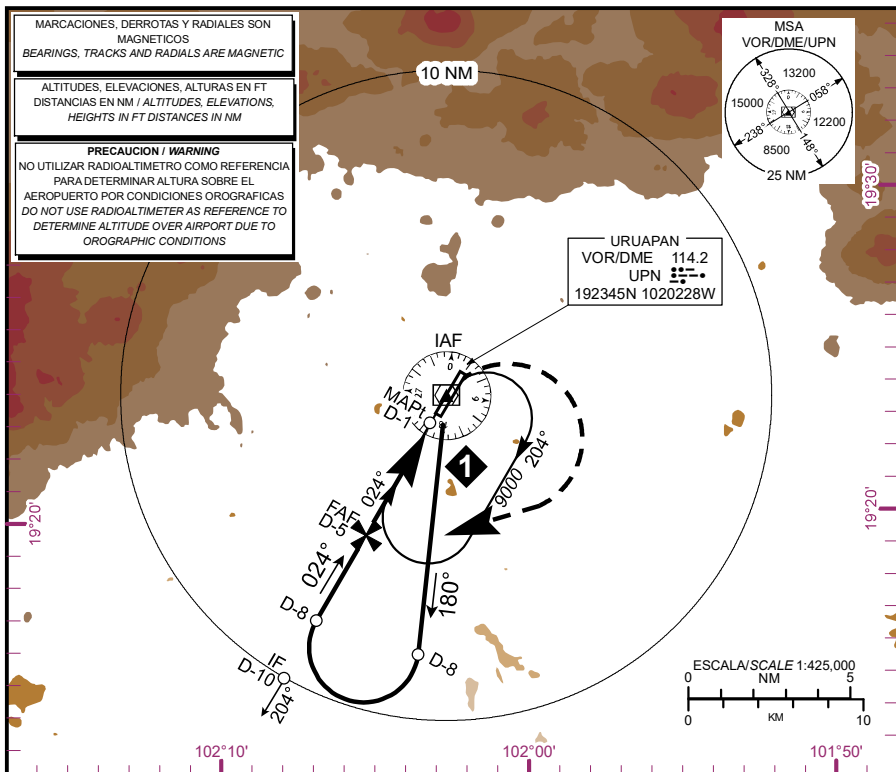 MARCACIONES, DERROTAS Y RADIALES SON
MAGNETICOS
BEARINGS, TRACKS AND RADIALS ARE MAGNETIC
ALTITUDES, ELEVACIONES, ALTURAS EN FT
DISTANCIAS EN NM / ALTITUDES, ELEVATIONS,
HEIGHTS IN FT DISTANCES IN NM
PRECAUCION / WARNING
NO UTILIZAR RADIOALTIMETRO COMO REFERENCIA
PARA DETERMINAR ALTURA SOBRE EL
AEROPUERTO POR CONDICIONES OROGRAFICAS
DO NOT USE RADIOALTIMETER AS REFERENCE TO
DETERMINE ALTITUDE OVER AIRPORT DUE TO
OROGRAPHIC CONDITIONS
10 NM
MSA
VOR/DME/UPN
328°
13200
058°
15000
12200
238°
148°
8500
25 NM
19°30'
URUAPAN
VOR/DME 114.2
UPN
192345N 1020228W
IAF
0
9
18
27
MAPt
D-1
1
9000
204°
024°
FAF
D-5
024°
180°
D-8
D-8
IF
D-10
204°
19°20'
19°20'
ESCALA/SCALE 1:425,000
0 NM 5
0 KM 10
102°10'
102°00'
101°50'